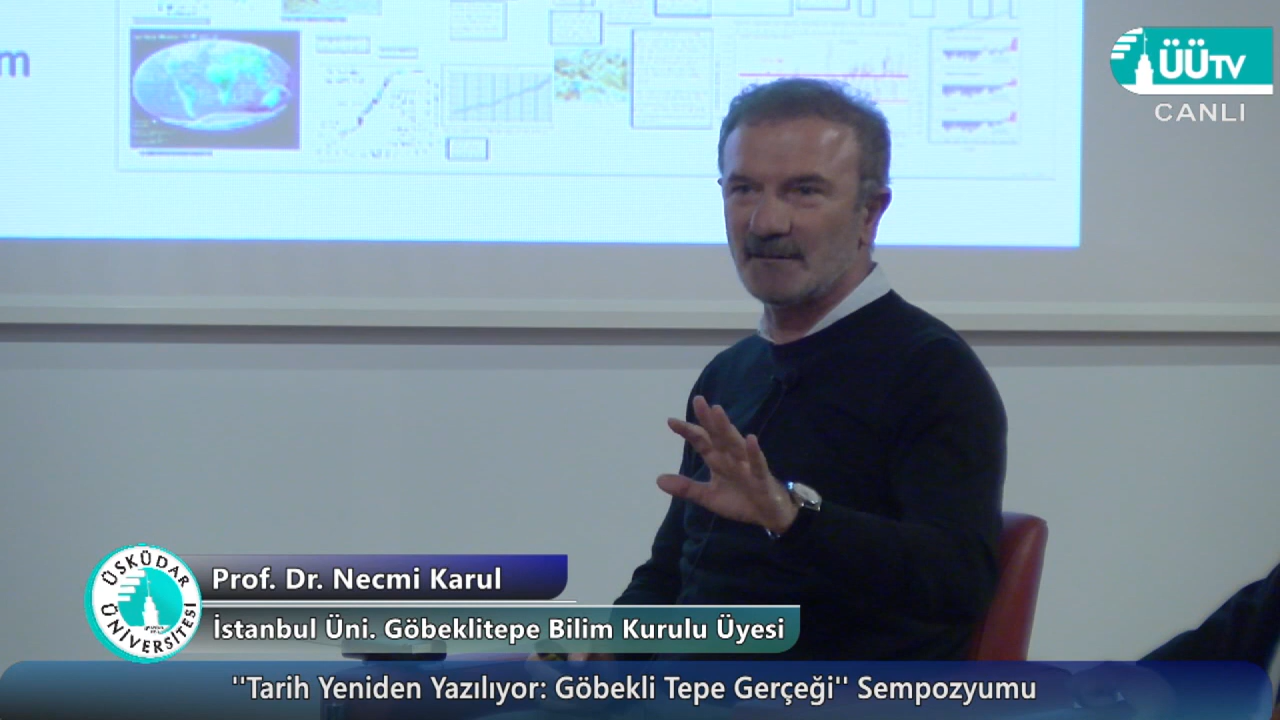 m
ÜÜTV
CANLI
ÜSKÜDAR ÜNİVERSİTESİ
Prof. Dr. Necmi Karul
İstanbul Üni. Göbeklitepe Bilim Kurulu Üyesi
''Tarih Yeniden Yazılıyor: Göbekli Tepe Gerçeği'' Sempozyumu